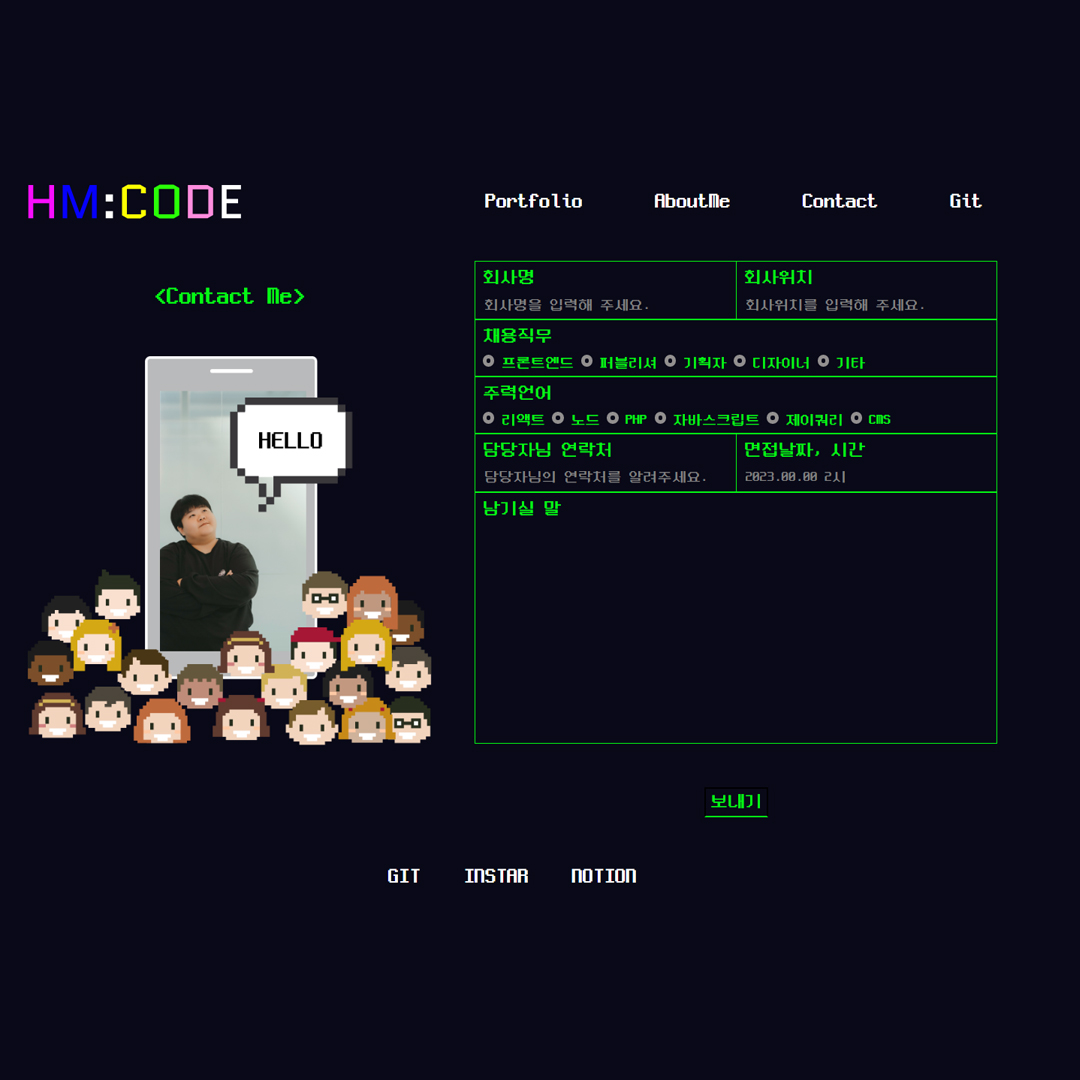 HM:CODE
Portfolio AboutMe Contact Git
<Contact Me>
HELLO
회사명 회사위치
회사명을 입력해 주세요. 회사위치를 입력해 주세요.
채용직무
프론트엔드 퍼블리셔 기획자 디자이너 기타
주력언어
리액트 노드 PHP 자바스크립트 제이쿼리 CMS
담당자님 연락처 면접날짜, 시간
담당자님의 연락처를 알려주세요. 2023.00.00 2시
남기실 말
보내기
GIT INSTAR NOTION